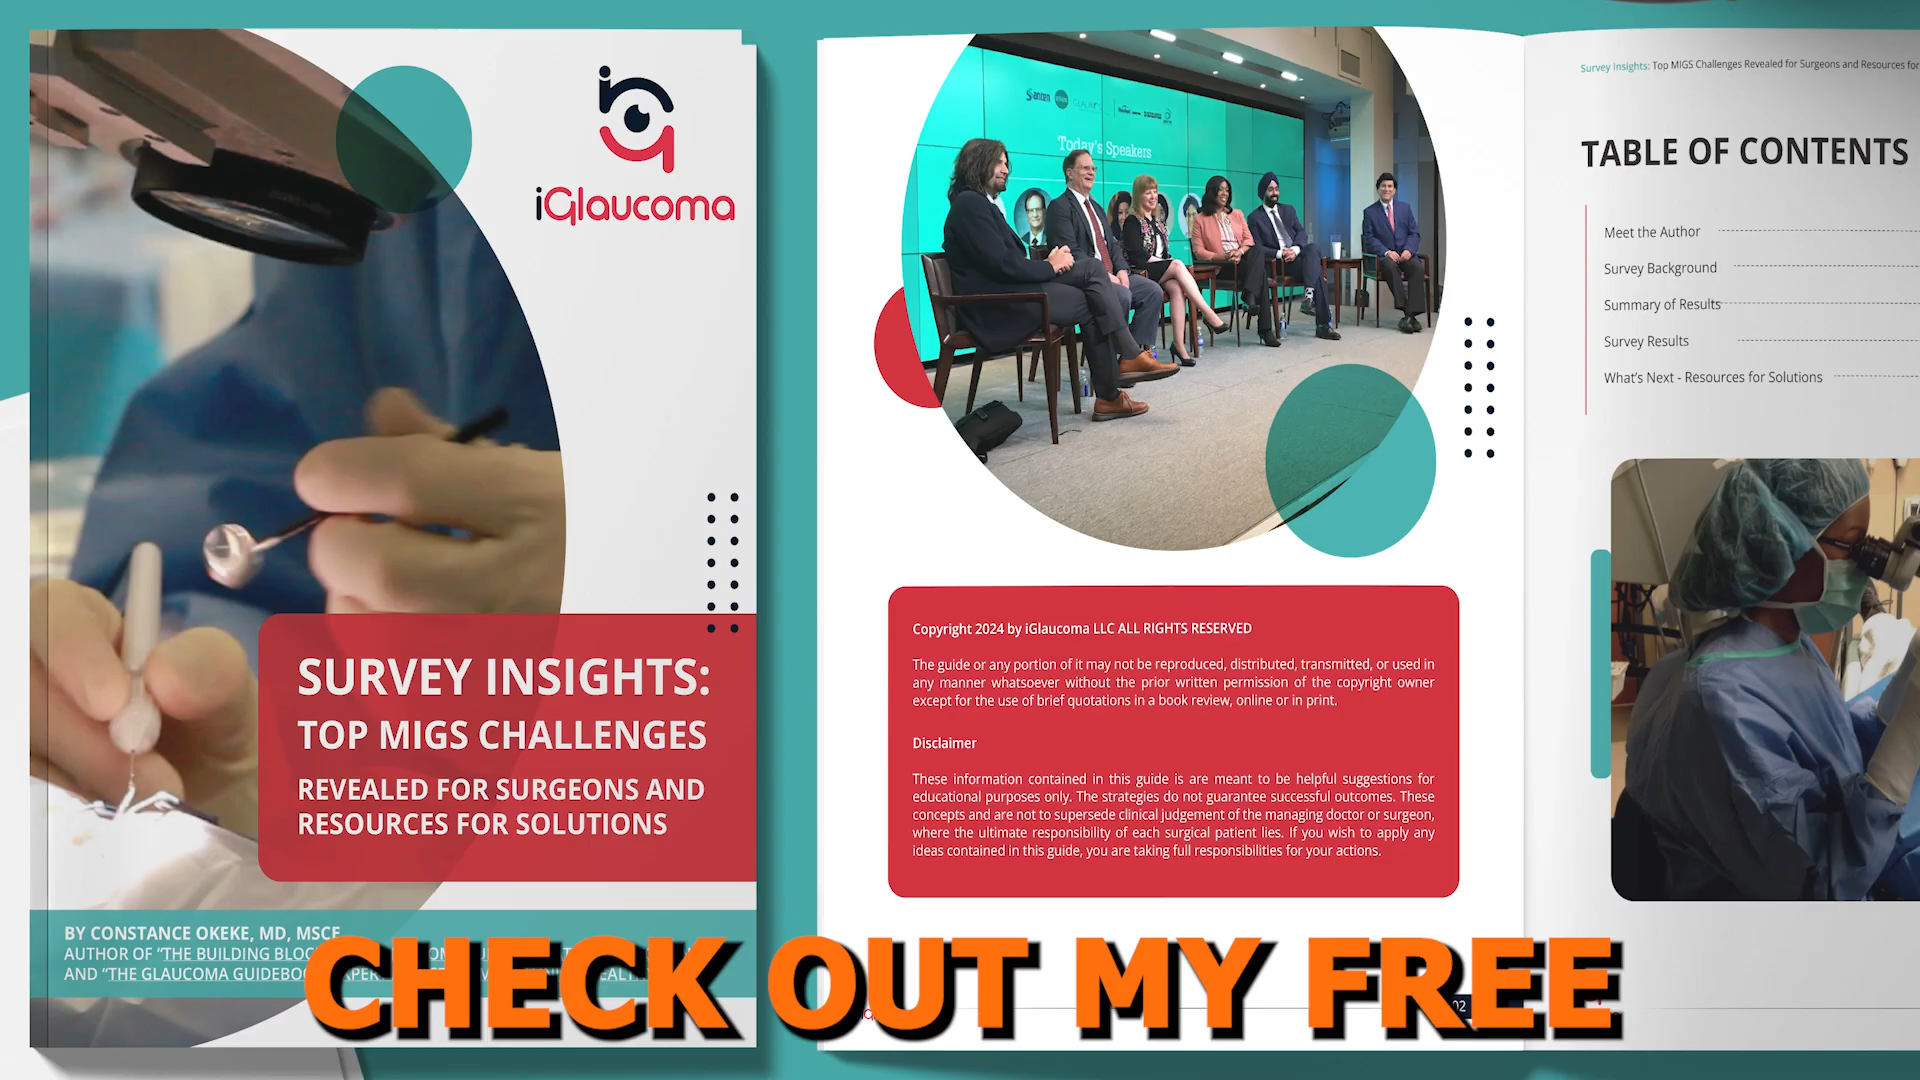 iGlaucoma
SURVEY INSIGHTS:
TOP MIGS CHALLENGES
REVEALED FOR SURGEONS AND
RESOURCES FOR SOLUTIONS
BY CONSTANCE OKEKE, MD, MSCE
AUTHOR OF “THE BUILDING
AND “THE GLAUCOMA
Santen
Today's Speakers
Copyright 2024 by iGlaucoma LLC ALL RIGHTS RESERVED
The guide or any portion of it may not be reproduced, distributed, transmitted, or used in
any manner whatsoever without the prior written permission of the copyright owner
except for the use of brief quotations in a book review, online or in print.
Disclaimer
These information contained in this guide is are meant to be helpful suggestions for
educational purposes only. The strategies do not guarantee successful outcomes. These
concepts and are not to supersede clinical judgement of the managing doctor or surgeon,
where the ultimate responsibility of each surgical patient lies. If you wish to apply any
ideas contained in this guide, you are taking full responsibilities for your actions.
02
Survey Insights: Top MIGS Challenges Revealed for Surgeons and Resources for
TABLE OF CONTENTS
Meet the Author
Survey Background
Summary of Results
Survey Results
What's Next - Resources for Solutions
CHECK OUT MY FREE